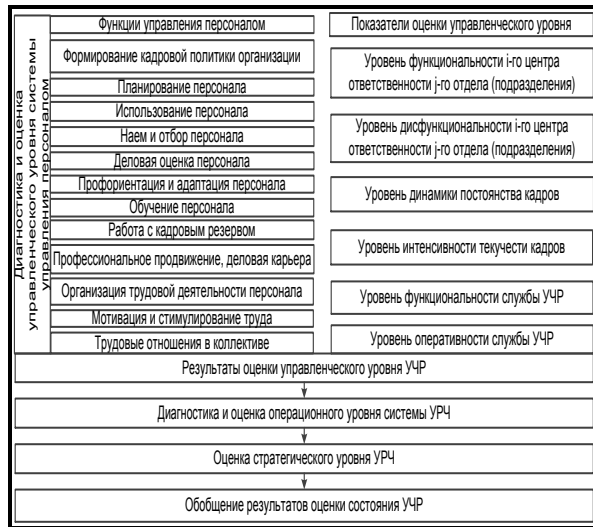 Диагностика и оценка
управленческого уровня системы
управления персоналом
Функции управления персоналом
Формирование кадровой политики организации
Планирование персонала
Использование персонала
Наем и отбор персонала
Деловая оценка персонала
Профориентация и адаптация персонала
Обучение персонала
Работа с кадровым резервом
Профессиональное продвижение, деловая карьера
Организация трудовой деятельности персонала
Мотивация и стимулирование труда
Трудовые отношения в коллективе
Показатели оценки управленческого уровня
Уровень функциональности i-го центра
ответственности j-го отдела (подразделения)
Уровень дисфункциональности i-го центра
ответственности j-го отдела (подразделения)
Уровень динамики постоянства кадров
Уровень интенсивности текучести кадров
Уровень функциональности службы УЧР
Уровень оперативности службы УЧР
Результаты оценки управленческого уровня УЧР
Диагностика и оценка операционного уровня системы УРЧ
Оценка стратегического уровня УРЧ
Обобщение результатов оценки состояния УЧР